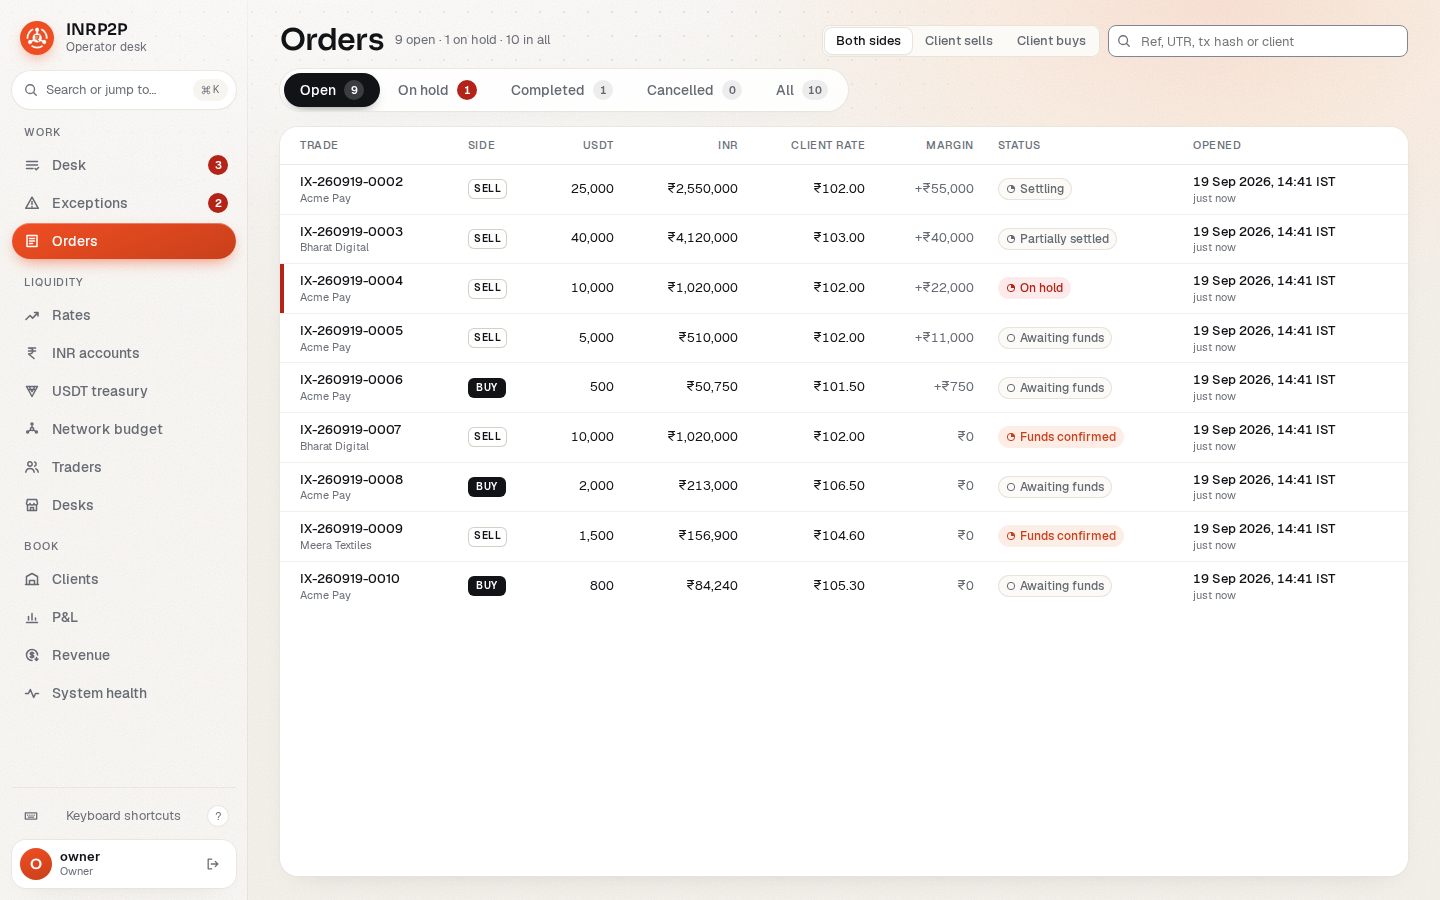 INRP2P
Operator desk
Search or jump to...
⌘K
WORK
Desk 3
Exceptions 2
Orders
LIQUIDITY
Rates
INR accounts
USDT treasury
Network budget
Traders
Desks
BOOK
Clients
P&L
Revenue
System health
Keyboard shortcuts ?
O
owner
Owner
Orders 9 open · 1 on hold · 10 in all
Both sides Client sells Client buys
Ref, UTR, tx hash or client
Open 9 On hold 1 Completed 1 Cancelled 0 All 10
TRADE SIDE USDT INR CLIENT RATE MARGIN STATUS OPENED
IX-260919-0002 SELL 25,000 ₹2,550,000 ₹102.00 +₹55,000 Settling 19 Sep 2026, 14:41 IST
Acme Pay just now
IX-260919-0003 SELL 40,000 ₹4,120,000 ₹103.00 +₹40,000 Partially settled 19 Sep 2026, 14:41 IST
Bharat Digital just now
IX-260919-0004 SELL 10,000 ₹1,020,000 ₹102.00 +₹22,000 On hold 19 Sep 2026, 14:41 IST
Acme Pay just now
IX-260919-0005 SELL 5,000 ₹510,000 ₹102.00 +₹11,000 Awaiting funds 19 Sep 2026, 14:41 IST
Acme Pay just now
IX-260919-0006 BUY 500 ₹50,750 ₹101.50 +₹750 Awaiting funds 19 Sep 2026, 14:41 IST
Acme Pay just now
IX-260919-0007 SELL 10,000 ₹1,020,000 ₹102.00 ₹0 Funds confirmed 19 Sep 2026, 14:41 IST
Bharat Digital just now
IX-260919-0008 BUY 2,000 ₹213,000 ₹106.50 ₹0 Awaiting funds 19 Sep 2026, 14:41 IST
Acme Pay just now
IX-260919-0009 SELL 1,500 ₹156,900 ₹104.60 ₹0 Funds confirmed 19 Sep 2026, 14:41 IST
Meera Textiles just now
IX-260919-0010 BUY 800 ₹84,240 ₹105.30 ₹0 Awaiting funds 19 Sep 2026, 14:41 IST
Acme Pay just now